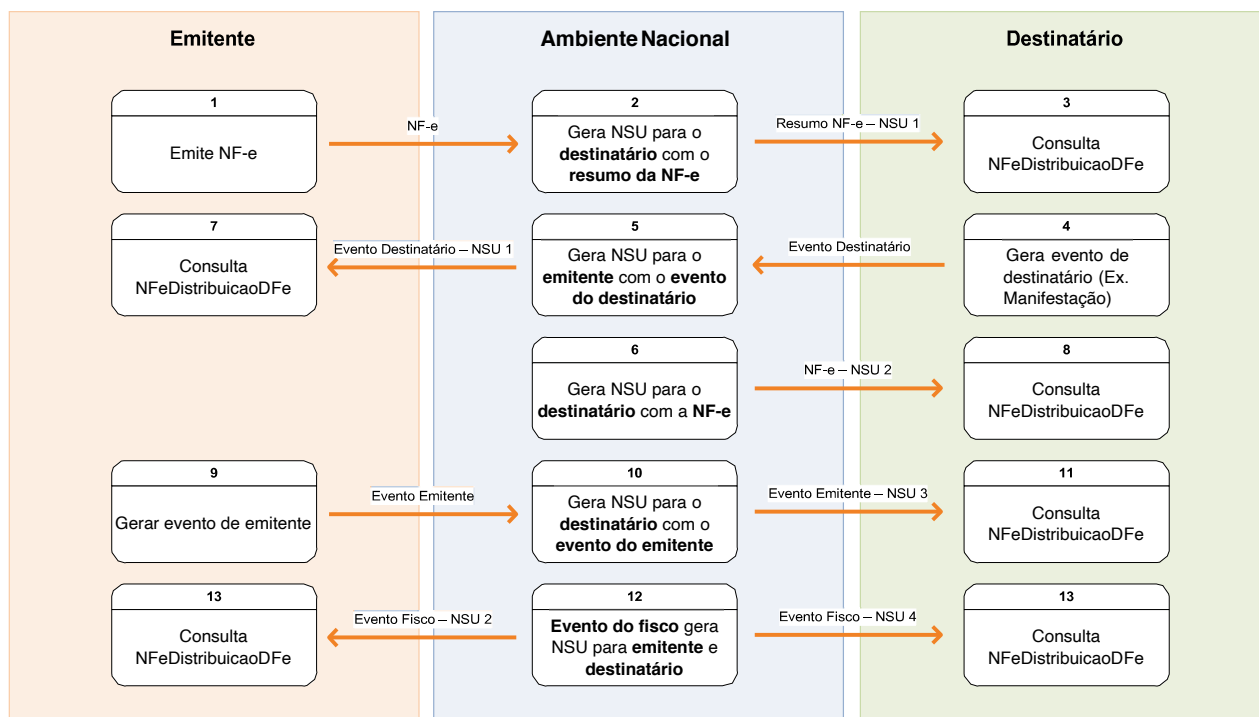 Emitente
Ambiente Nacional
Destinatário
1
Emite NF-e
NF-e
2
Gera NSU para o
destinatário com o
resumo da NF-e
Resumo NF-e – NSU 1
3
Consulta
NFeDistribuicaoDFe
7
Consulta
NFeDistribuicaoDFe
Evento Destinatário – NSU 1
5
Gera NSU para o
emitente com o evento
do destinatário
Evento Destinatário
4
Gera evento de
destinatário (Ex.
Manifestação)
6
Gera NSU para o
destinatário com a NF-e
NF-e – NSU 2
8
Consulta
NFeDistribuicaoDFe
9
Gerar evento de emitente
Evento Emitente
10
Gera NSU para o
destinatário com o
evento do emitente
Evento Emitente – NSU 3
11
Consulta
NFeDistribuicaoDFe
13
Consulta
NFeDistribuicaoDFe
Evento Fisco – NSU 2
12
Evento do fisco gera
NSU para emitente e
destinatário
Evento Fisco – NSU 4
13
Consulta
NFeDistribuicaoDFe